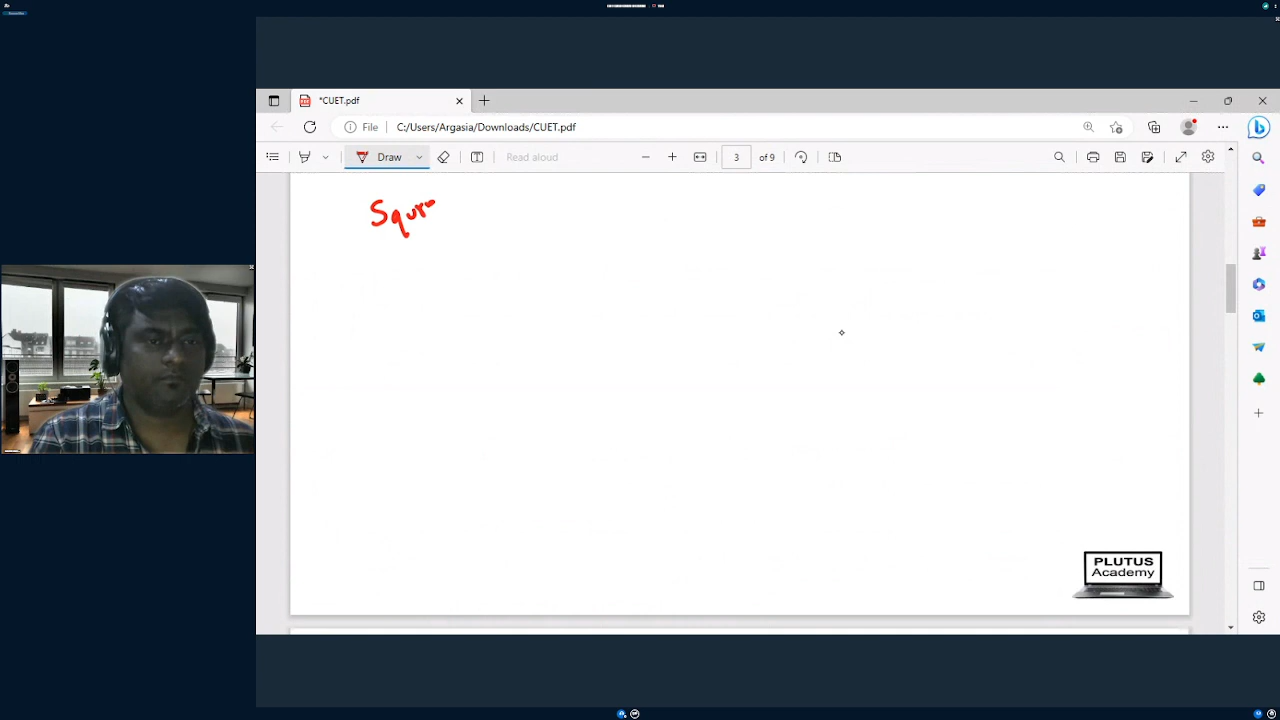 *CUET.pdf
File C:/Users/Argasia/Downloads/CUET.pdf
Draw Read aloud 3 of 9
Squr
PLUTUS
Academy